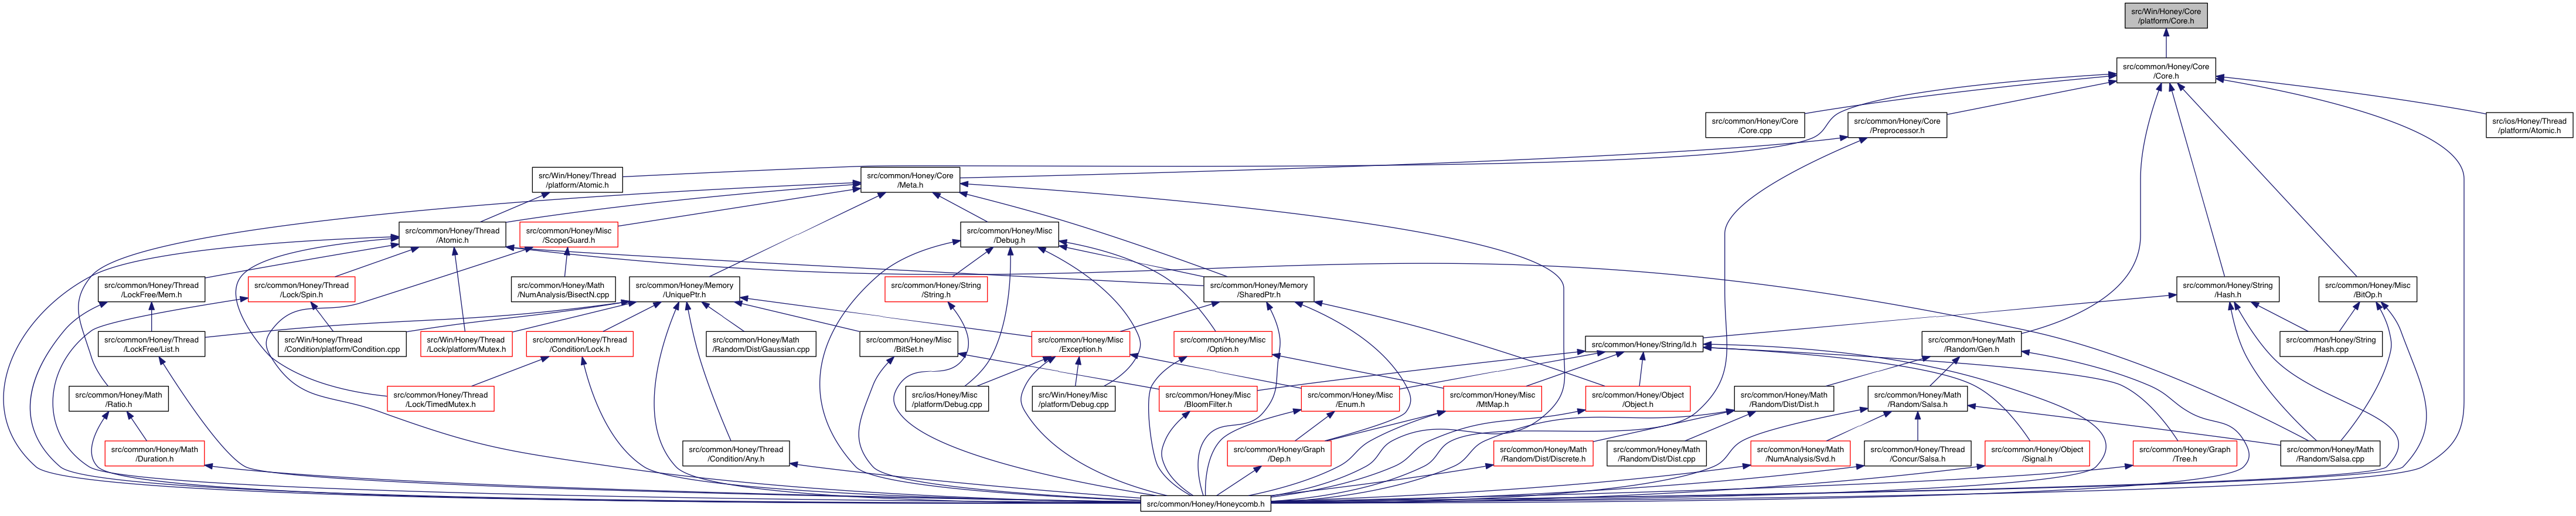 src/Win/Honey/Core
/platform/Core.h
src/common/Honey/Core
/Core.h
src/common/Honey/Core
/Core.cpp
src/common/Honey/Core
/Preprocessor.h
src/ios/Honey/Thread
/platform/Atomic.h
src/Win/Honey/Thread
/platform/Atomic.h
src/common/Honey/Core
/Meta.h
src/common/Honey/Thread
/Atomic.h
src/common/Honey/Misc
/ScopeGuard.h
src/common/Honey/Misc
/Debug.h
src/common/Honey/Thread
/LockFree/Mem.h
src/common/Honey/Thread
/Lock/Spin.h
src/common/Honey/Math
/NumAnalysis/BisectN.cpp
src/common/Honey/Memory
/UniquePtr.h
src/common/Honey/String
/String.h
src/common/Honey/Memory
/SharedPtr.h
src/common/Honey/String
/Hash.h
src/common/Honey/Misc
/BitOp.h
src/common/Honey/Thread
/LockFree/List.h
src/Win/Honey/Thread
/Condition/platform/Condition.cpp
src/Win/Honey/Thread
/Lock/platform/Mutex.h
src/common/Honey/Thread
/Condition/Lock.h
src/common/Honey/Math
/Random/Dist/Gaussian.cpp
src/common/Honey/Misc
/BitSet.h
src/common/Honey/Misc
/Exception.h
src/common/Honey/Misc
/Option.h
src/common/Honey/String/Id.h
src/common/Honey/Math
/Random/Gen.h
src/common/Honey/String
/Hash.cpp
src/common/Honey/Math
/Ratio.h
src/common/Honey/Thread
/Lock/TimedMutex.h
src/ios/Honey/Misc
/platform/Debug.cpp
src/Win/Honey/Misc
/platform/Debug.cpp
src/common/Honey/Misc
/BloomFilter.h
src/common/Honey/Misc
/Enum.h
src/common/Honey/Misc
/MtMap.h
src/common/Honey/Object
/Object.h
src/common/Honey/Math
/Random/Dist/Dist.h
src/common/Honey/Math
/Random/Salsa.h
src/common/Honey/Math
/Duration.h
src/common/Honey/Thread
/Condition/Any.h
src/common/Honey/Graph
/Dep.h
src/common/Honey/Math
/Random/Dist/Discrete.h
src/common/Honey/Math
/Random/Dist/Dist.cpp
src/common/Honey/Math
/NumAnalysis/Svd.h
src/common/Honey/Thread
/Concur/Salsa.h
src/common/Honey/Object
/Signal.h
src/common/Honey/Graph
/Tree.h
src/common/Honey/Math
/Random/Salsa.cpp
src/common/Honey/Honeycomb.h